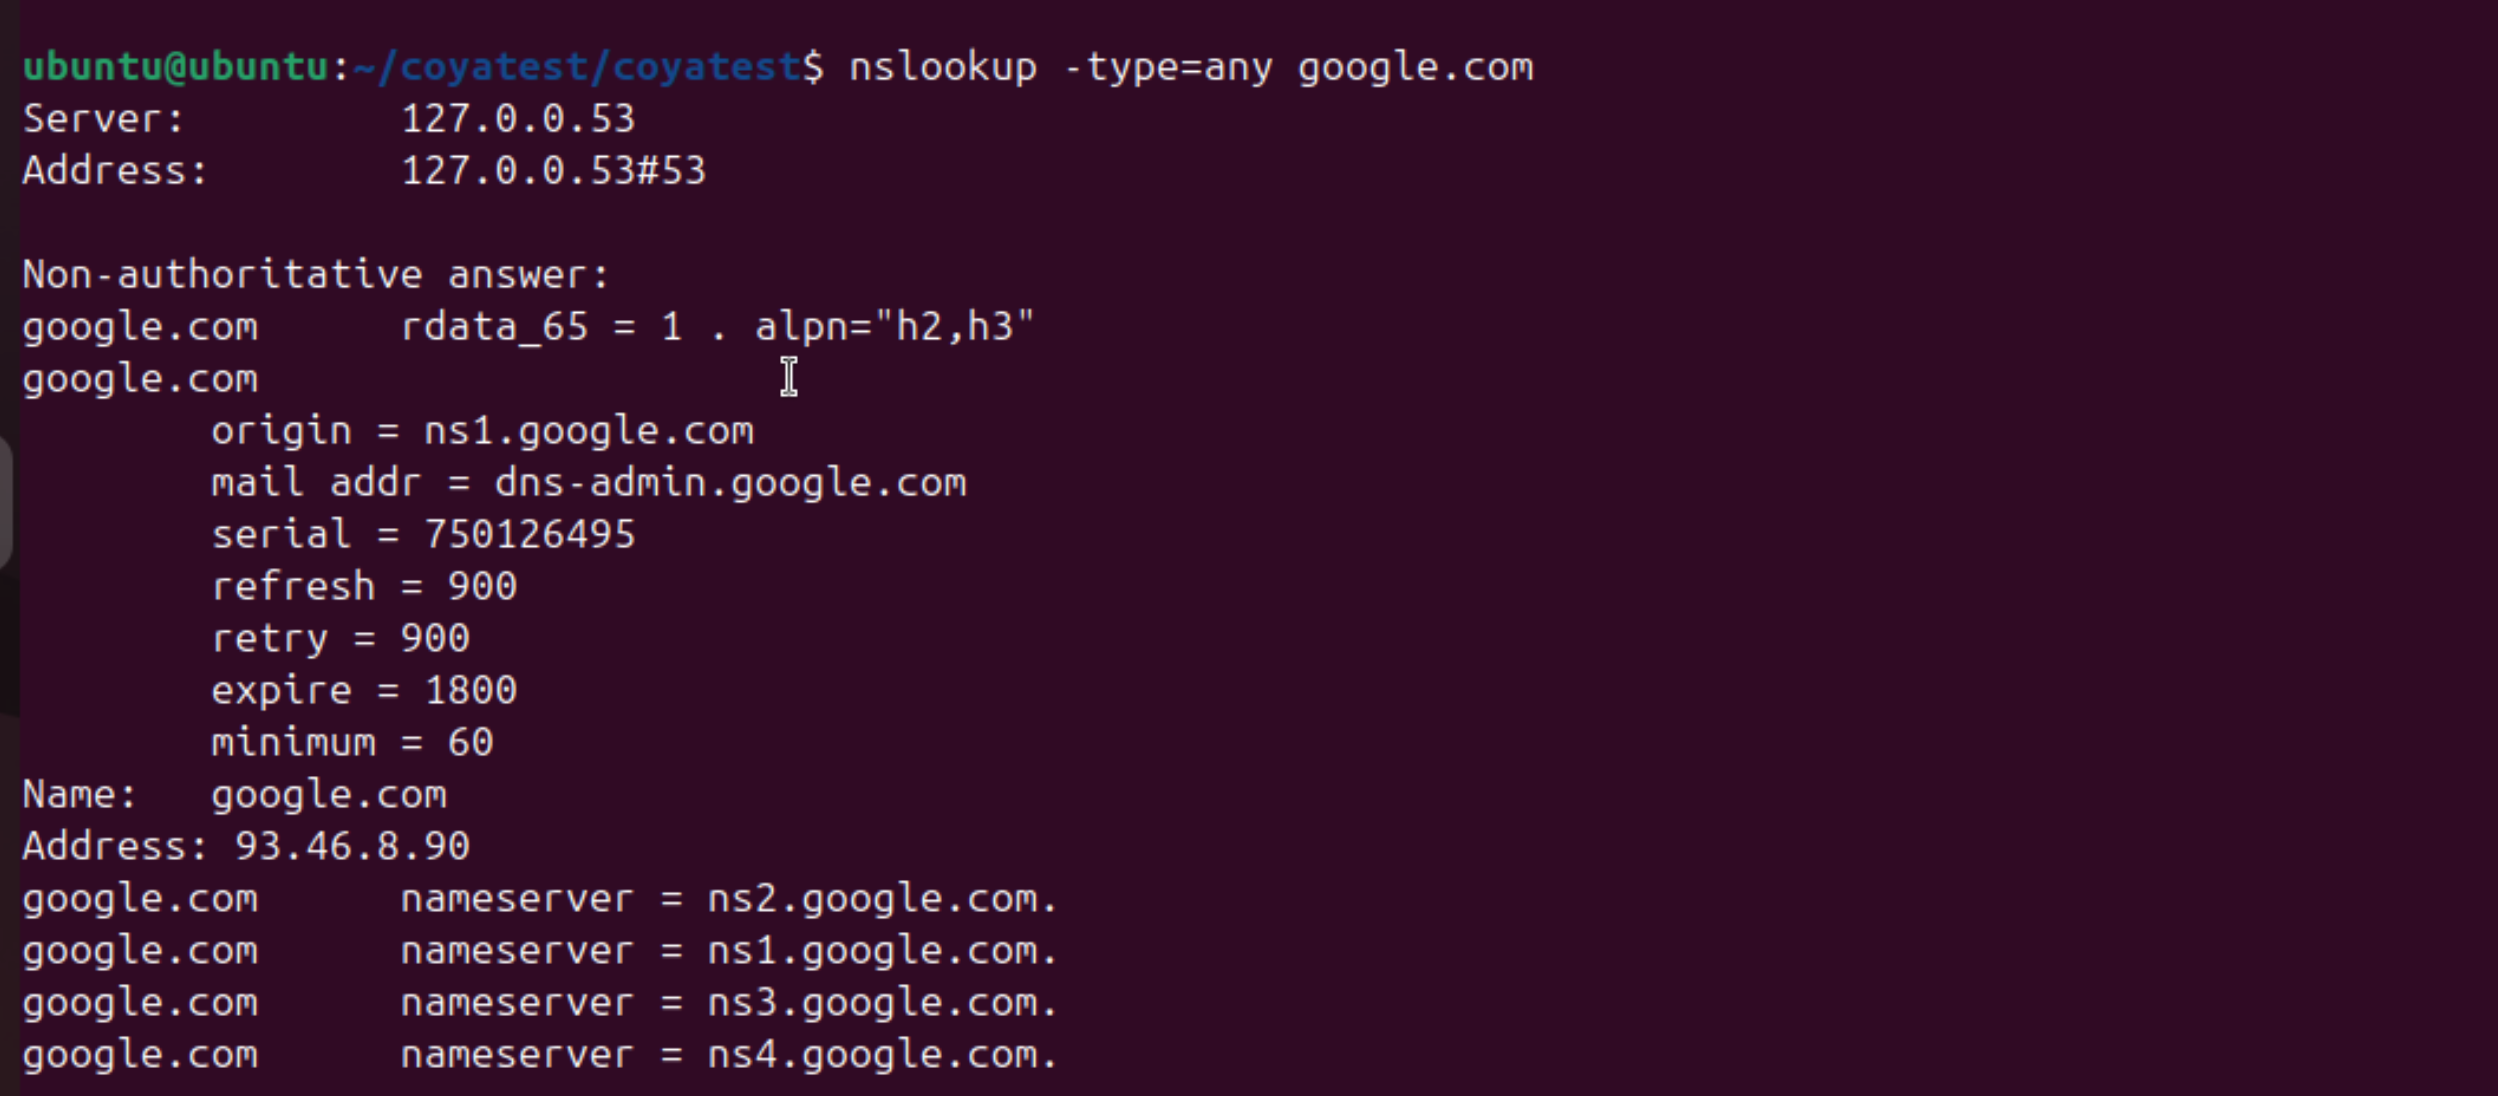 ubuntu@ubuntu:~/coyatest/coyatest$ nslookup -type=any google.com
Server:         127.0.0.53
Address:        127.0.0.53#53

Non-authoritative answer:
google.com      rdata_65 = 1 . alpn="h2,h3"
google.com
        origin = ns1.google.com
        mail addr = dns-admin.google.com
        serial = 750126495
        refresh = 900
        retry = 900
        expire = 1800
        minimum = 60
Name:   google.com
Address: 93.46.8.90
google.com      nameserver = ns2.google.com.
google.com      nameserver = ns1.google.com.
google.com      nameserver = ns3.google.com.
google.com      nameserver = ns4.google.com.